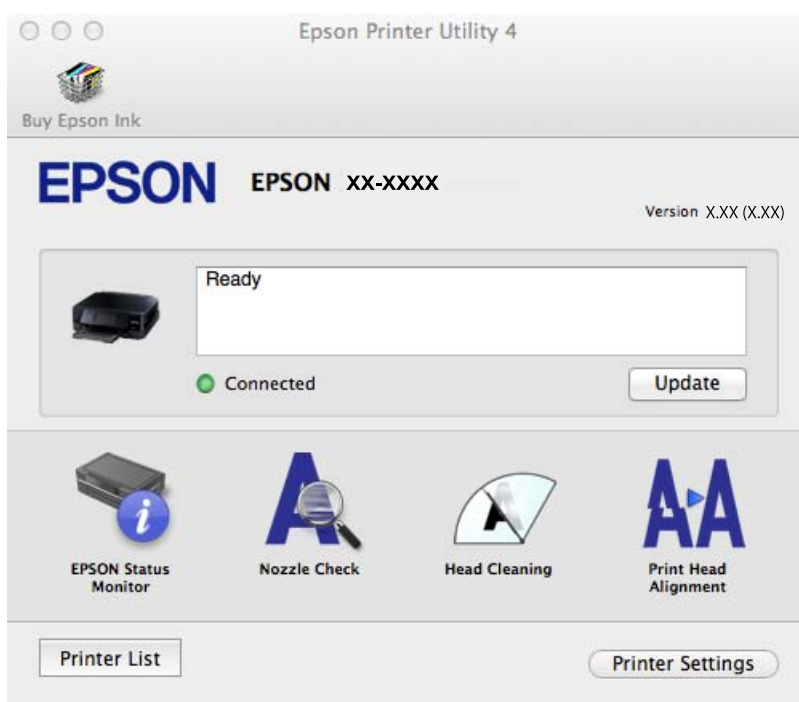 Epson Printer Utility 4
Buy Epson Ink
EPSON EPSON XX-XXXX
Version X.XX (X.XX)
Ready
Connected Update
EPSON Status
Monitor
Nozzle Check
Head Cleaning
Print Head
Alignment
Printer List Printer Settings